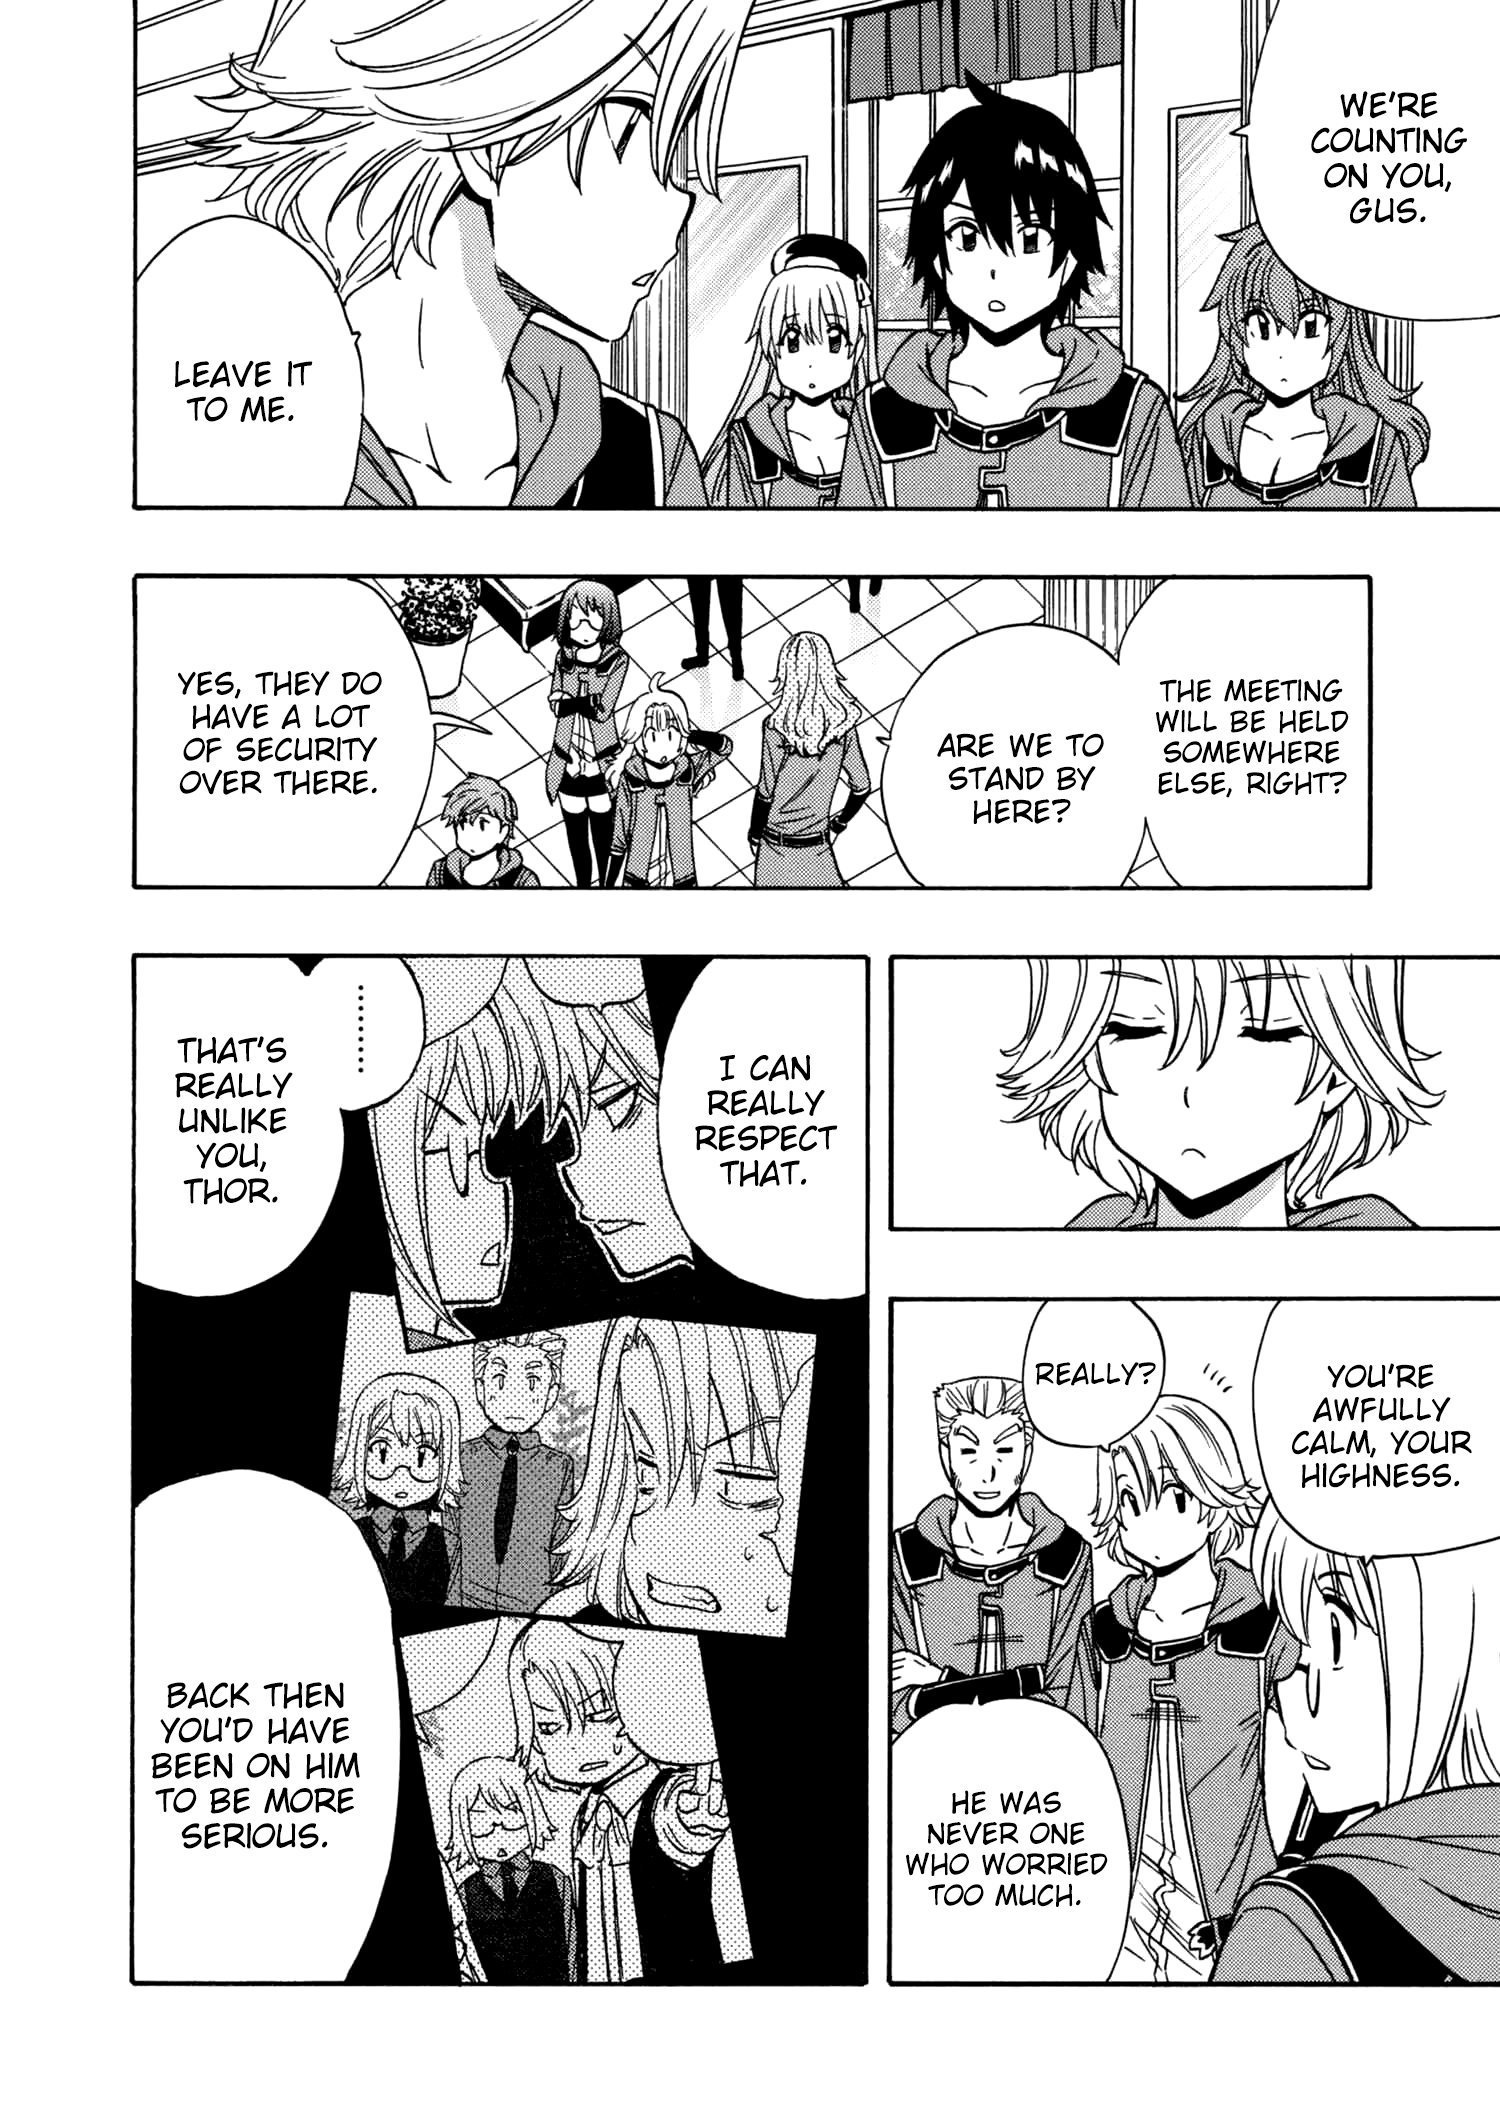 WE'RE
COUNTING
ON YOU,
GUS.
LEAVE IT
TO ME.
THE MEETING
WILL BE HELD
SOMEWHERE
ELSE, RIGHT?
ARE WE TO
STAND BY
HERE?
YES, THEY DO
HAVE A LOT
OF SECURITY
OVER THERE.
YOU'RE
AWFULLY
CALM, YOUR
HIGHNESS.
REALLY?
HE WAS
NEVER ONE
WHO WORRIED
TOO MUCH.
I CAN
REALLY
RESPECT
THAT.
.........
THAT'S
REALLY
UNLIKE
YOU,
THOR.
BACK THEN
YOU'D HAVE
BEEN ON HIM
TO BE MORE
SERIOUS.